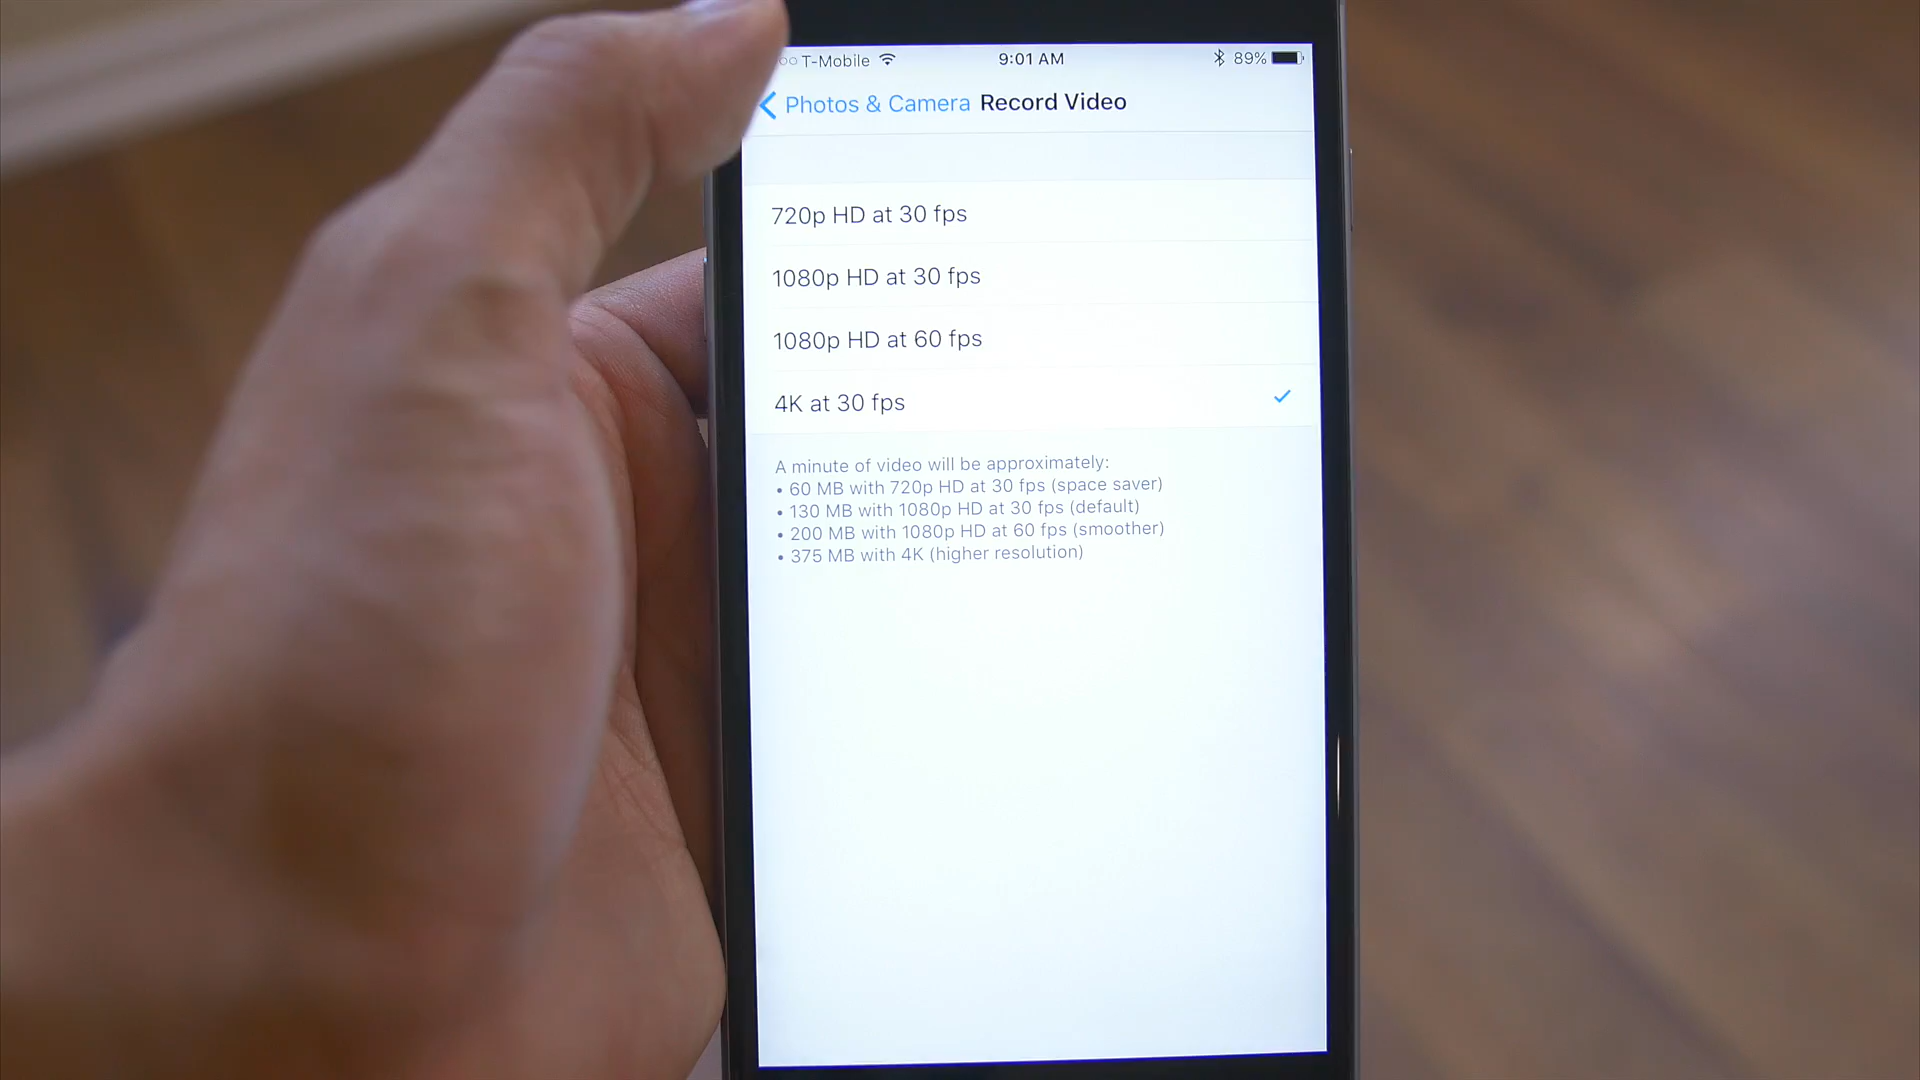 T-Mobile 9:01 AM 89%
Photos & Camera Record Video
720p HD at 30 fps
1080p HD at 30 fps
1080p HD at 60 fps
4K at 30 fps
A minute of video will be approximately:
• 60 MB with 720p HD at 30 fps (space saver)
• 130 MB with 1080p HD at 30 fps (default)
• 200 MB with 1080p HD at 60 fps (smoother)
• 375 MB with 4K (higher resolution)